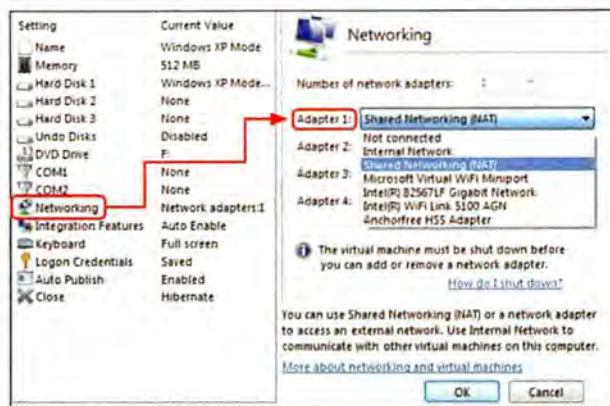 Setting Current Value
Name Windows XP Mode
Memory 512 MB
Hard Disk 1 Windows XP Mode...
Hard Disk 2 None
Hard Disk 3 None
Undo Disks Disabled
DVD Drive F:
COM1 None
COM2 None
Networking Network adapters:1
Integration Features Auto Enable
Keyboard Full screen
Logon Credentials Saved
Auto Publish Enabled
Close Hibernate
Networking
Number of network adapters:
Adapter 1: Shared Networking (NAT)
Adapter 2:
Adapter 3:
Adapter 4:
Not connected
Internal Network
Shared Networking (NAT)
Microsoft Virtual WiFi Miniport
Intel(R) 82567LF Gigabit Network
Intel(R) WiFi Link 5100 AGN
Anchorfree HSS Adapter
The virtual machine must be shut down before
you can add or remove a network adapter.
How do I shut down?
You can use Shared Networking (NAT) or a network adapter
to access an external network. Use Internal Network to
communicate with other virtual machines on this computer.
More about networking and virtual machines
OK Cancel